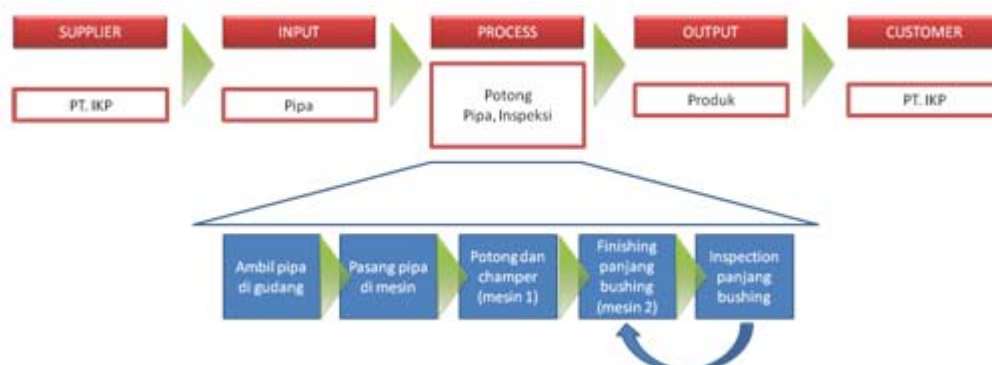 SUPPLIER
INPUT
PROCESS
OUTPUT
CUSTOMER
PT. IKP
Pipa
Potong
Pipa, Inspeksi
Produk
PT. IKP
Ambil pipa
di gudang
Pasang pipa
di mesin
Potong dan
champer
(mesin 1)
Finishing
panjang
bushing
(mesin 2)
Inspection
panjang
bushing